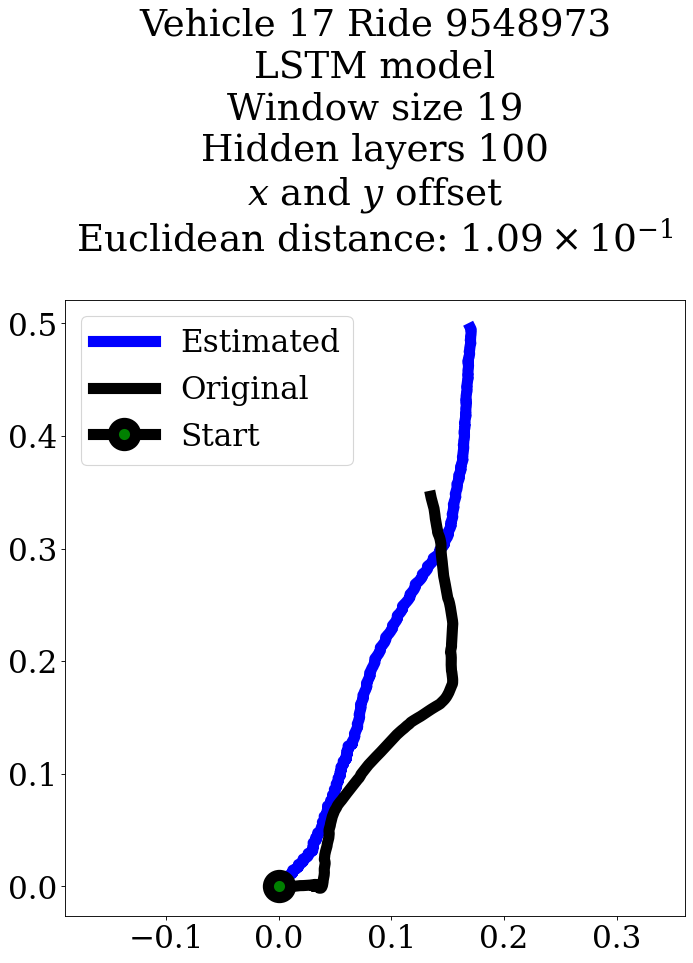 Vehicle 17 Ride 9548973
LSTM model
Window size 19
Hidden layers 100
x and y offset
Euclidean distance: 1.09 × 10⁻¹
Estimated
Original
Start
0.5
0.4
0.3
0.2
0.1
0.0
−0.1 0.0 0.1 0.2 0.3